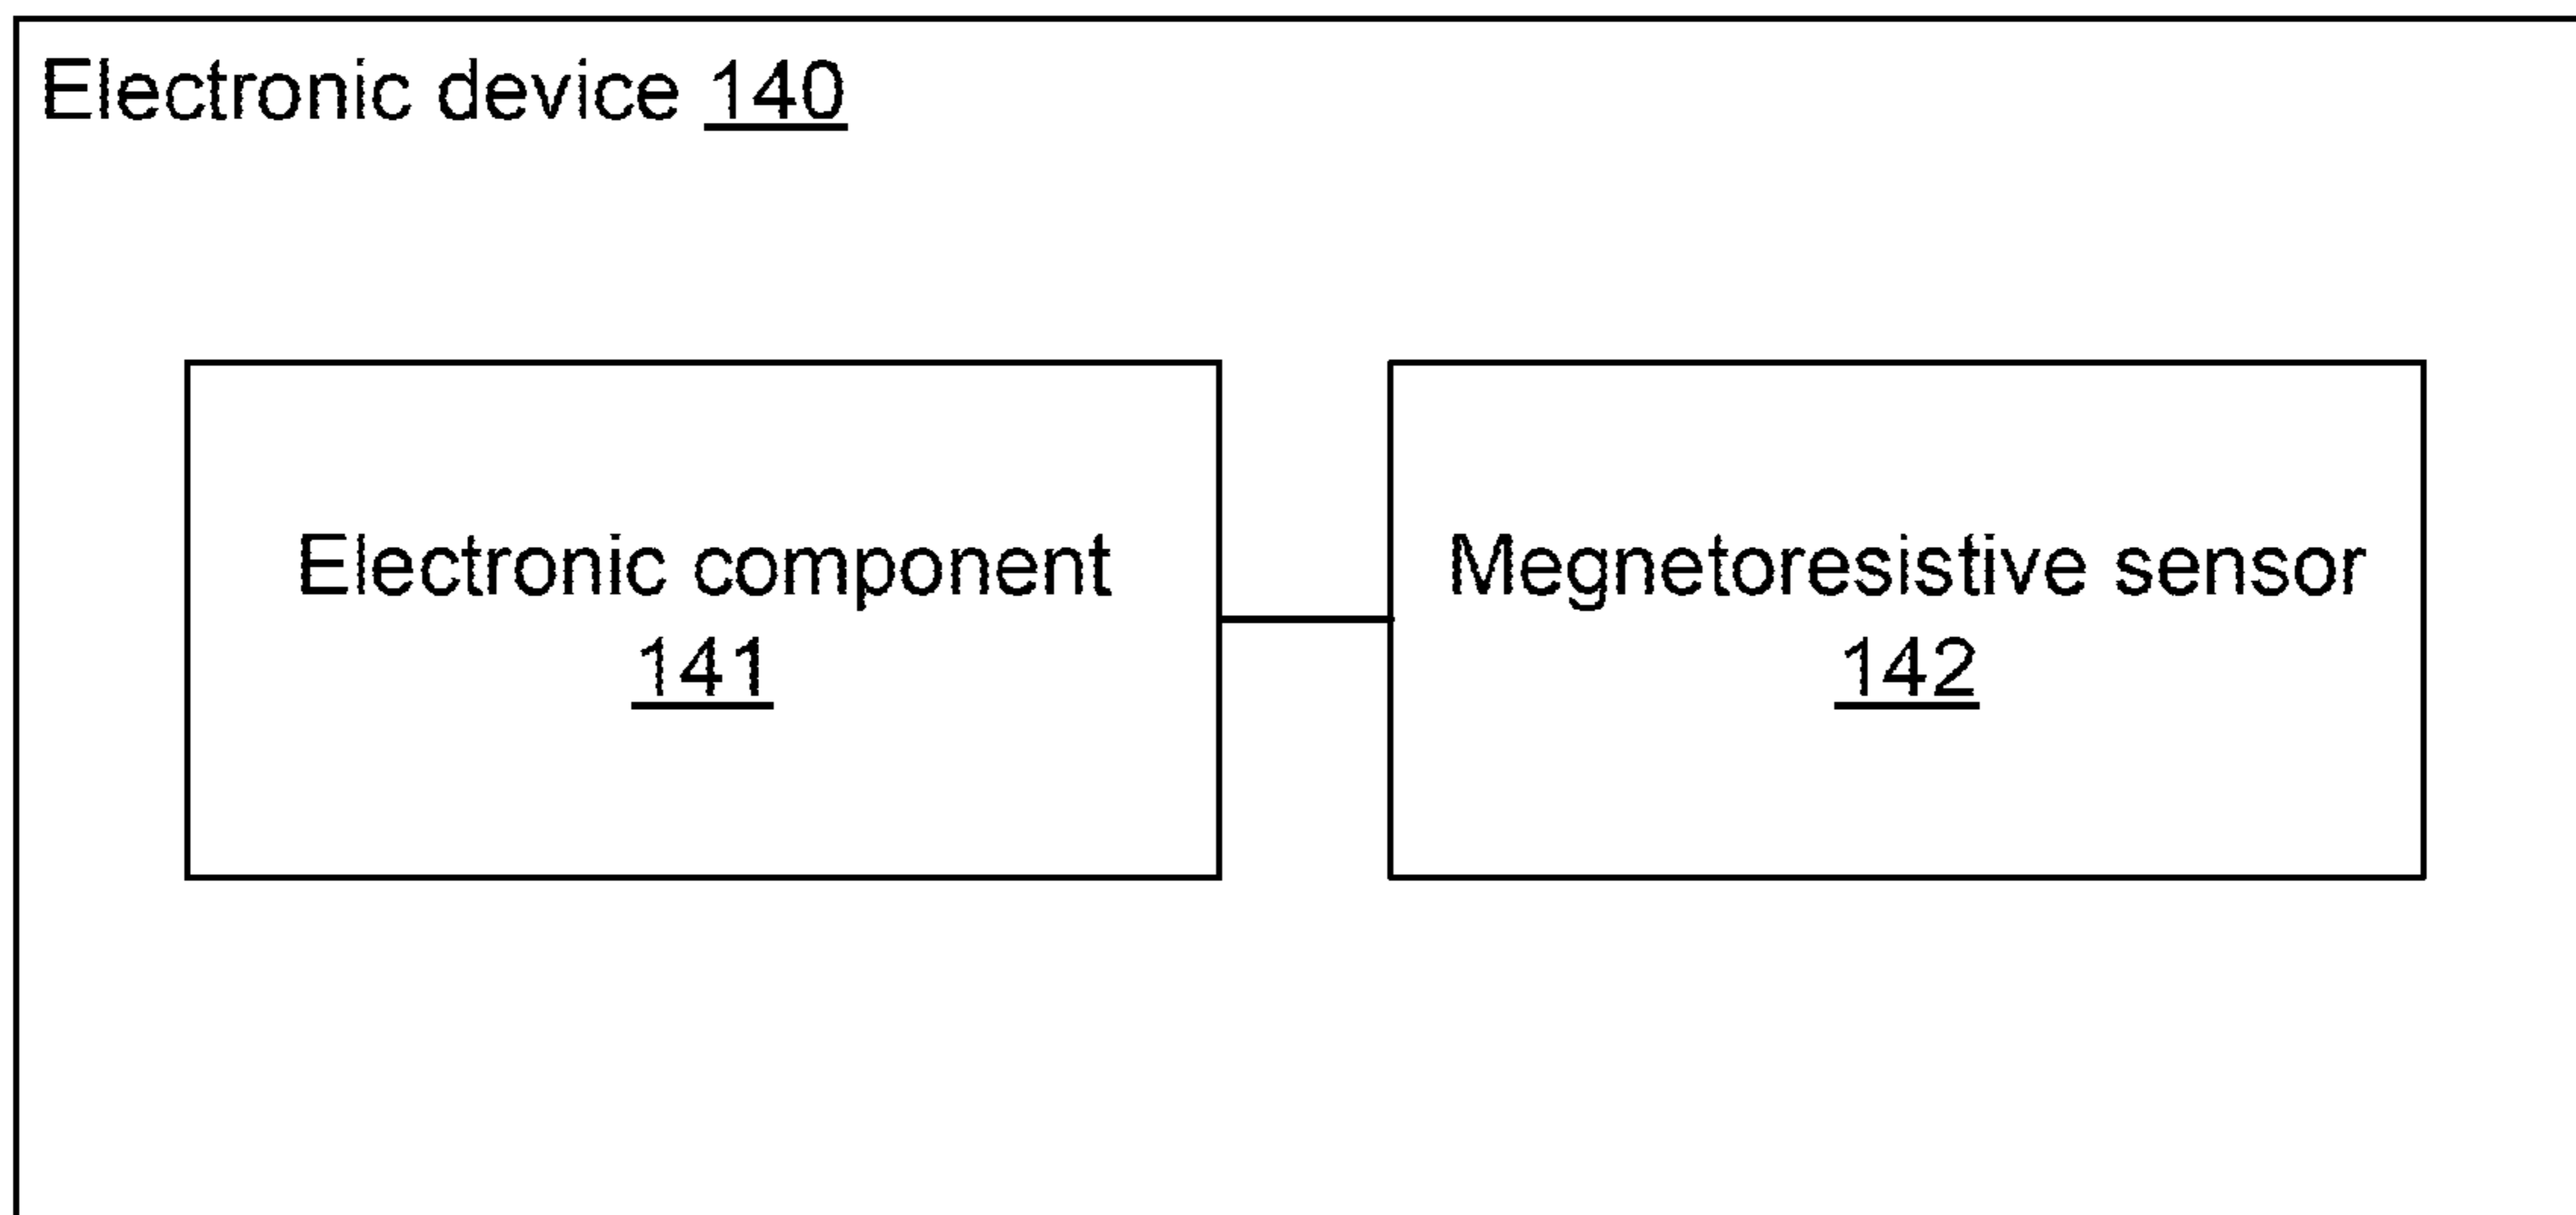 Electronic device 140
Electronic component
141
Megnetoresistive sensor
142